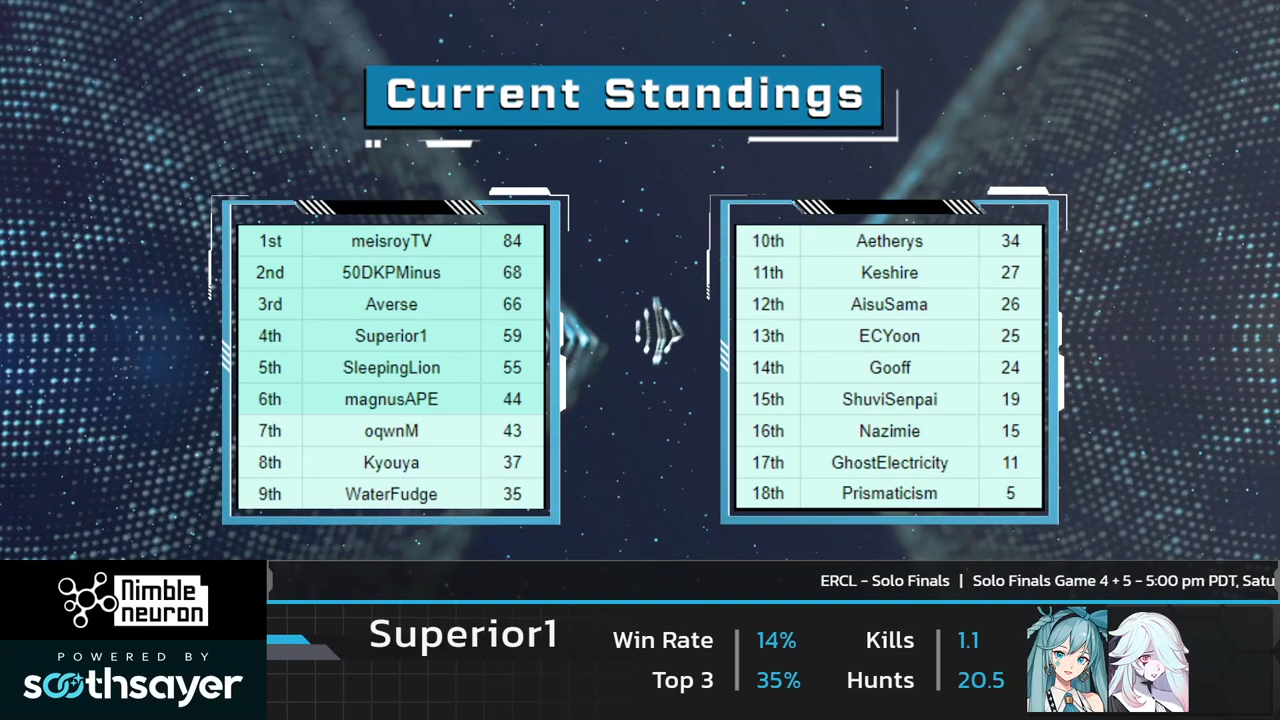 Current Standings
1st meisroyTV 84
2nd 50DKPMinus 68
3rd Averse 66
4th Superior1 59
5th SleepingLion 55
6th magnusAPE 44
7th oqwnM 43
8th Kyouya 37
9th WaterFudge 35
10th Aetherys 34
11th Keshire 27
12th AisuSama 26
13th ECYoon 25
14th Gooff 24
15th ShuviSenpai 19
16th Nazimie 15
17th GhostElectricity 11
18th Prismaticism 5
ERCL - Solo Finals | Solo Finals Game 4 + 5 - 5:00 pm PDT, Satu
Nimble
neuron
POWERED BY
soothsayer
Superior1
Win Rate 14% Kills 1.1
Top 3 35% Hunts 20.5